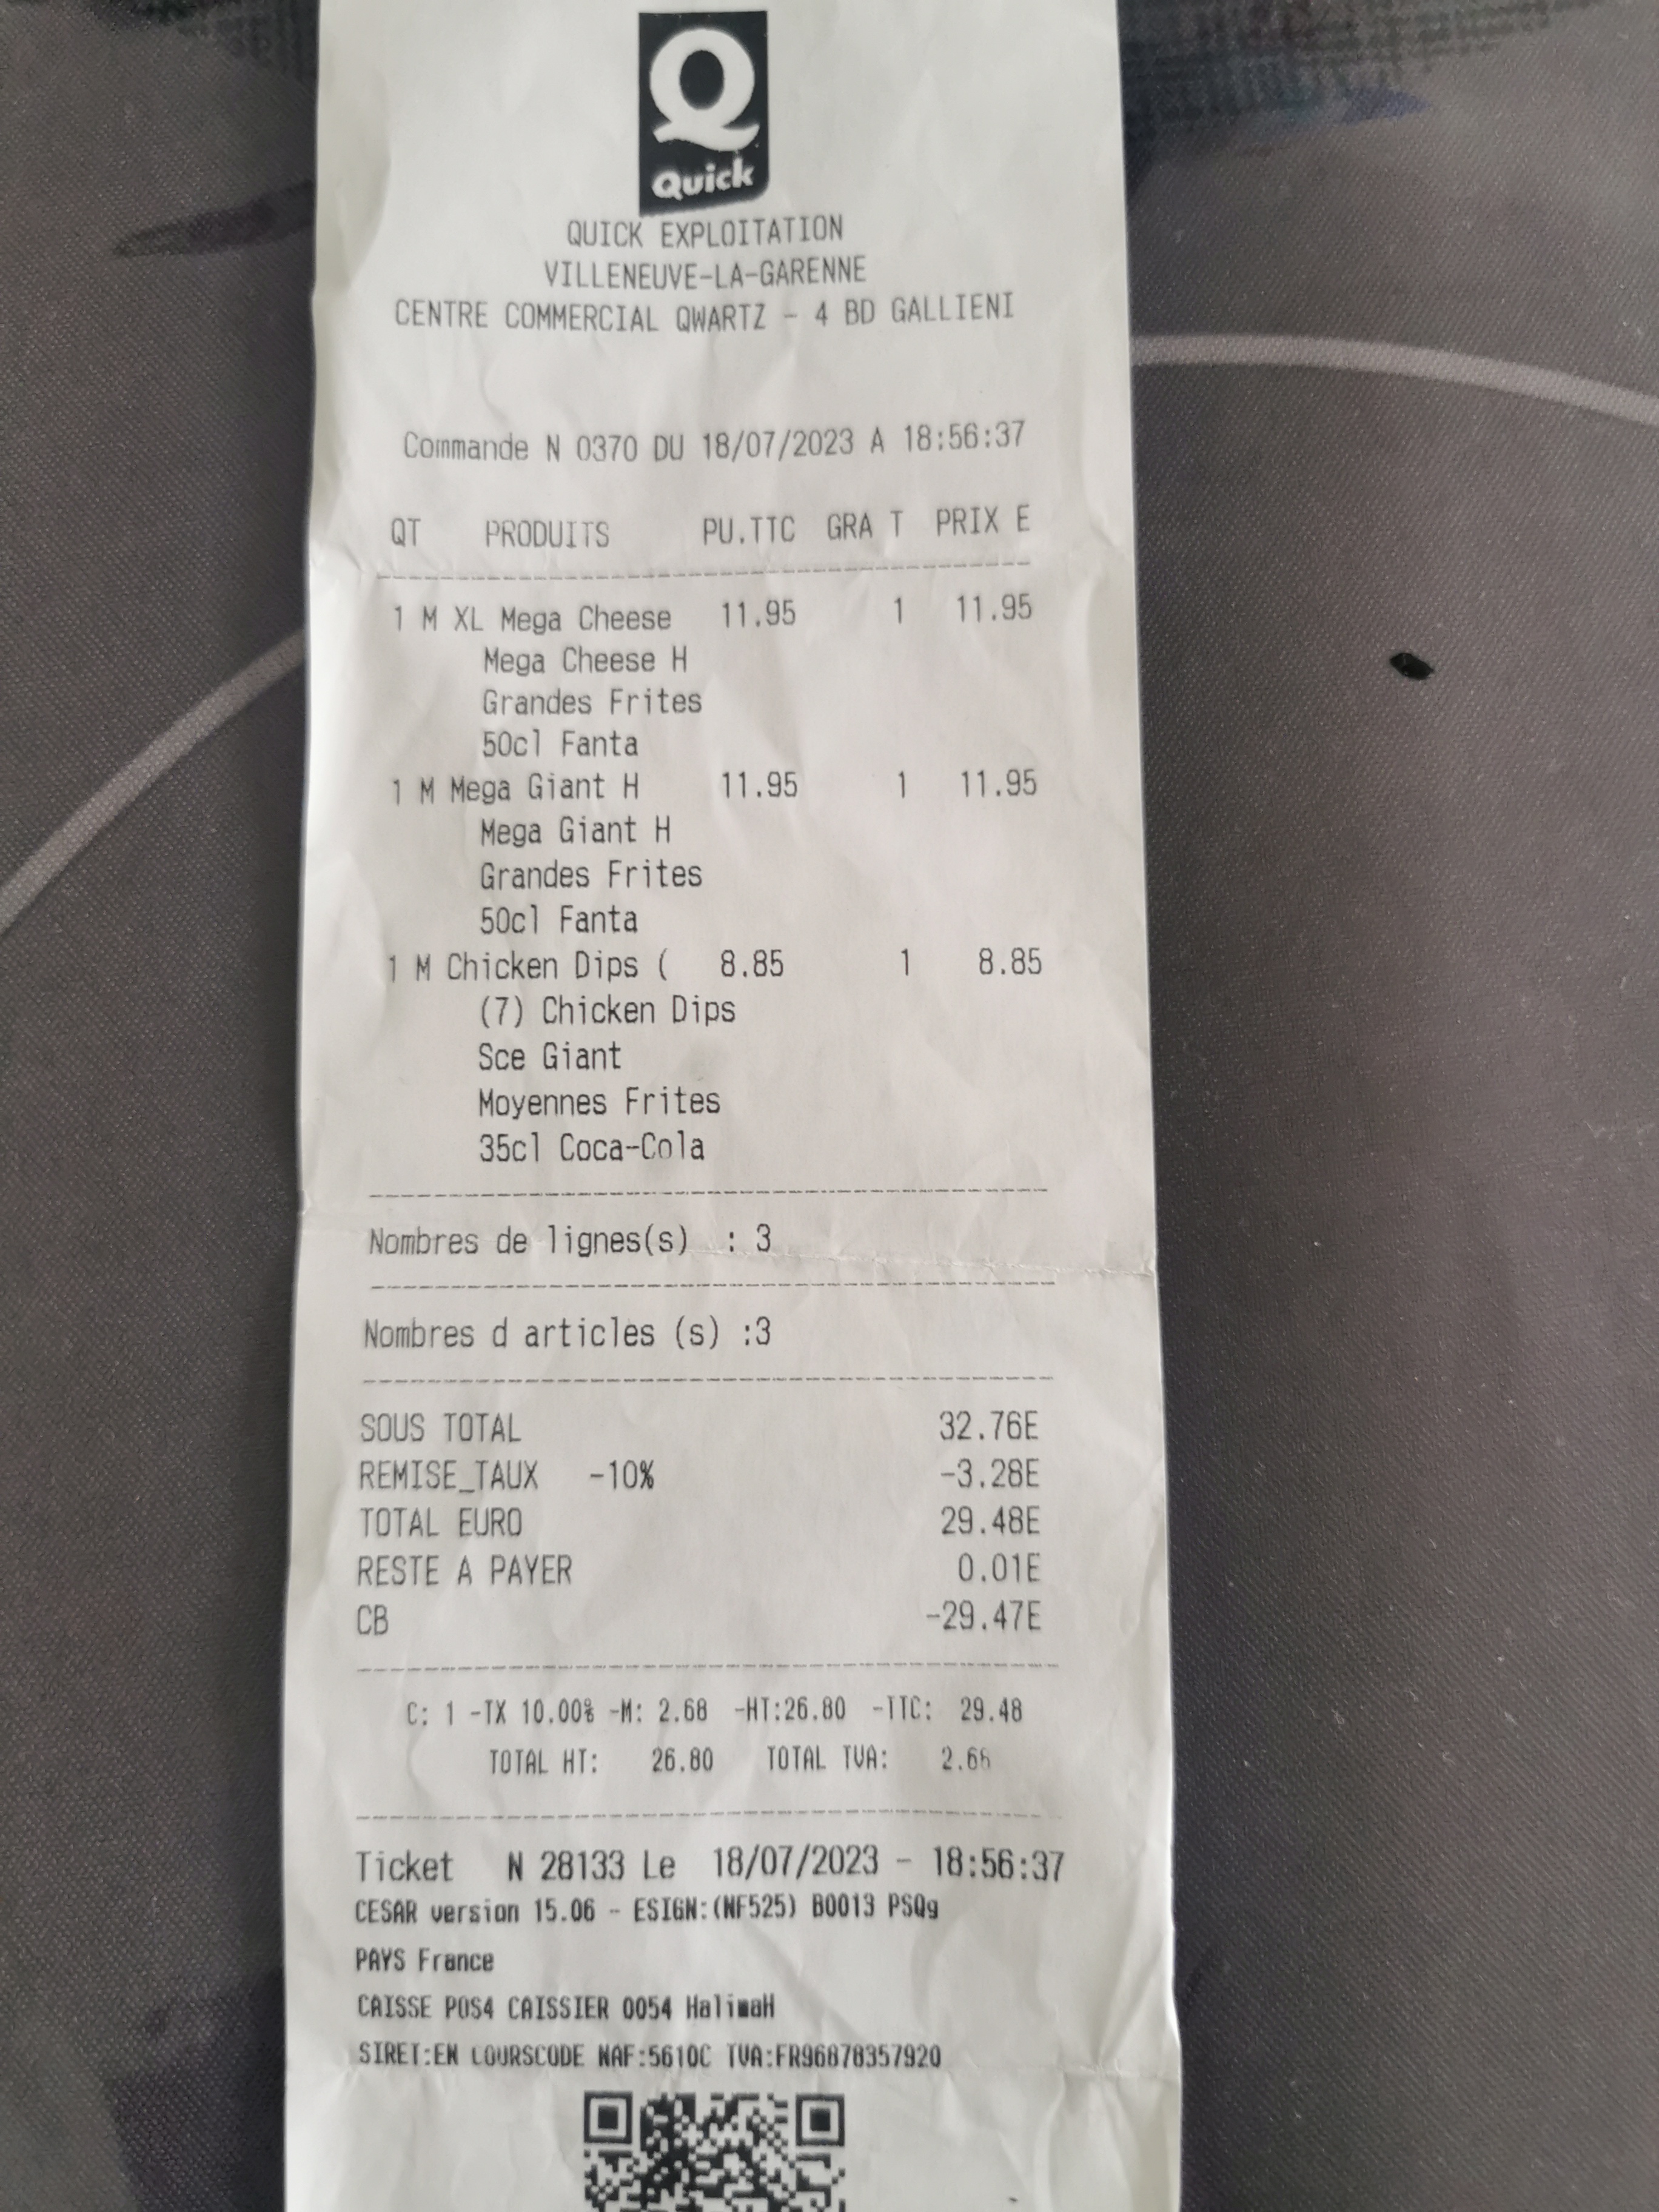 Q
Quick
QUICK EXPLOITATION
VILLENEUVE-LA-GARENNE
CENTRE COMMERCIAL QWARTZ - 4 BD GALLIENI
Commande N 0370 DU 18/07/2023 A 18:56:37
QT PRODUITS PU.TTC GRA T PRIX E
1 M XL Mega Cheese 11.95 1 11.95
Mega Cheese H
Grandes Frites
50cl Fanta
1 M Mega Giant H 11.95 1 11.95
Mega Giant H
Grandes Frites
50cl Fanta
1 M Chicken Dips ( 8.85 1 8.85
(7) Chicken Dips
Sce Giant
Moyennes Frites
35cl Coca-Cola
Nombres de lignes(s) : 3
Nombres d articles (s) :3
SOUS TOTAL 32.76E
REMISE_TAUX -10% -3.28E
TOTAL EURO 29.48E
RESTE A PAYER 0.01E
CB -29.47E
C: 1 -TX 10.00% -M: 2.68 -HT:26.80 -TTC: 29.48
TOTAL HT: 26.80 TOTAL TVA: 2.68
Ticket N 28133 Le 18/07/2023 - 18:56:37
CESAR version 15.06 - ESIGN:(NF525) B0013 PSQg
PAYS France
CAISSE POS4 CAISSIER 0054 HalimaH
SIRET:EN COURSCODE NAF:5610C TVA:FR96878357920